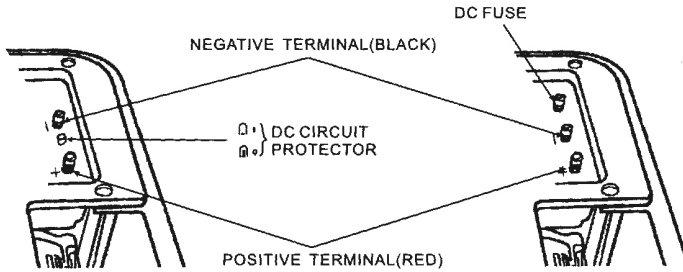 DC FUSE
NEGATIVE TERMINAL(BLACK)
DC CIRCUIT
PROTECTOR
POSITIVE TERMINAL(RED)